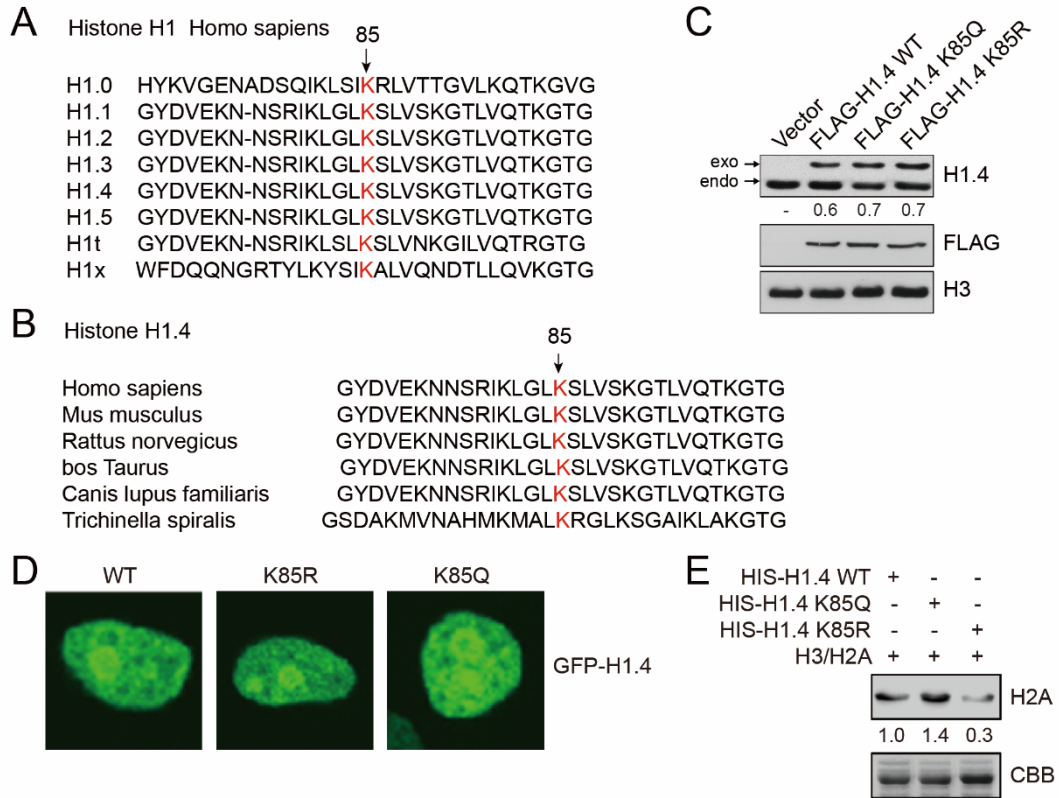 A
Histone H1 Homo sapiens
85
H1.0 HYKVGENADSQIKLSIKRLVTTGVLKQTKGVG
H1.1 GYDVEKN-NSRIKLGLKSLVSKGTLVQTKGTG
H1.2 GYDVEKN-NSRIKLGLKSLVSKGTLVQTKGTG
H1.3 GYDVEKN-NSRIKLGLKSLVSKGTLVQTKGTG
H1.4 GYDVEKN-NSRIKLGLKSLVSKGTLVQTKGTG
H1.5 GYDVEKN-NSRIKLGLKSLVSKGTLVQTKGTG
H1t GYDVEKN-NSRIKLSLKSLVNKGILVQTRGTG
H1x WFDQQNGRTYLKYSIKALVQNDTLLQVKGTG
B
Histone H1.4
85
Homo sapiens GYDVEKNNSRIKLGLKSLVSKGTLVQTKGTG
Mus musculus GYDVEKNNSRIKLGLKSLVSKGTLVQTKGTG
Rattus norvegicus GYDVEKNNSRIKLGLKSLVSKGTLVQTKGTG
bos Taurus GYDVEKNNSRIKLGLKSLVSKGTLVQTKGTG
Canis lupus familiaris GYDVEKNNSRIKLGLKSLVSKGTLVQTKGTG
Trichinella spiralis GSDAKMVNAHMKMALKRGLKSGAIKLAKGTG
C
Vector
FLAG-H1.4 WT
FLAG-H1.4 K85Q
FLAG-H1.4 K85R
exo
endo
H1.4
- 0.6 0.7 0.7
FLAG
H3
D
WT K85R K85Q
GFP-H1.4
E
HIS-H1.4 WT + - -
HIS-H1.4 K85Q - + -
HIS-H1.4 K85R - - +
H3/H2A + + +
H2A
1.0 1.4 0.3
CBB